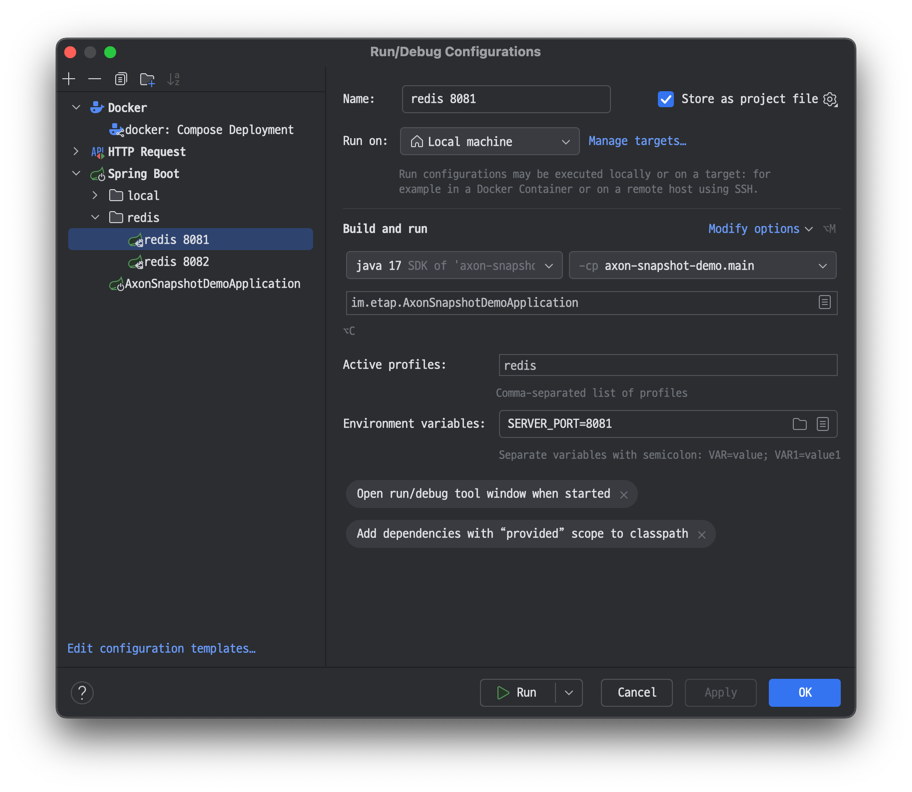 Run/Debug Configurations
Docker
docker: Compose Deployment
HTTP Request
Spring Boot
local
redis
redis 8081
redis 8082
AxonSnapshotDemoApplication
Edit configuration templates…
Name:
redis 8081
Store as project file
Run on:
Local machine
Manage targets…
Run configurations may be executed locally or on a target: for
example in a Docker Container or on a remote host using SSH.
Build and run
Modify options
⌥M
java 17 SDK of 'axon-snapsho
-cp axon-snapshot-demo.main
im.etap.AxonSnapshotDemoApplication
⌥C
Active profiles:
redis
Comma-separated list of profiles
Environment variables:
SERVER_PORT=8081
Separate variables with semicolon: VAR=value; VAR1=value1
Open run/debug tool window when started
Add dependencies with “provided” scope to classpath
?
Run
Cancel
Apply
OK